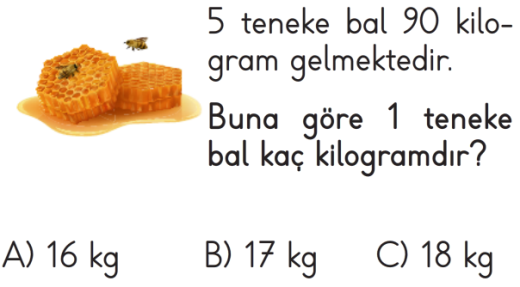 5 teneke bal 90 kilo-
gram gelmektedir.
Buna göre 1 teneke
bal kaç kilogramdır?
A) 16 kg B) 17 kg C) 18 kg